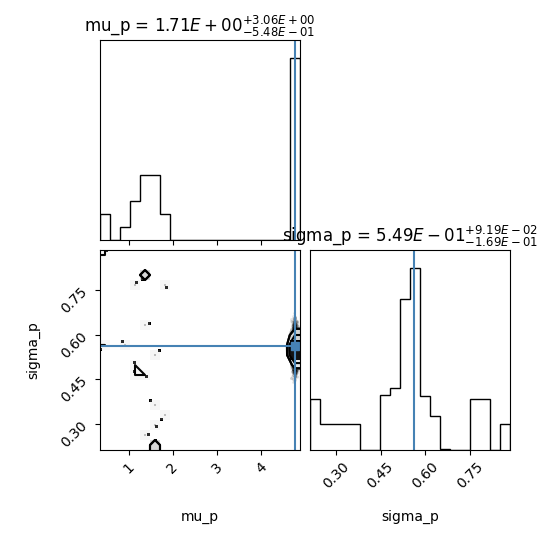 mu_p = 1.71E + 00+3.06E + 00
−5.48E − 01
sigma_p = 5.49E − 01+9.19E − 02
−1.69E − 01
0.75
0.60
0.45
0.30
sigma_p
1 2 3 4
mu_p
0.30 0.45 0.60 0.75
sigma_p